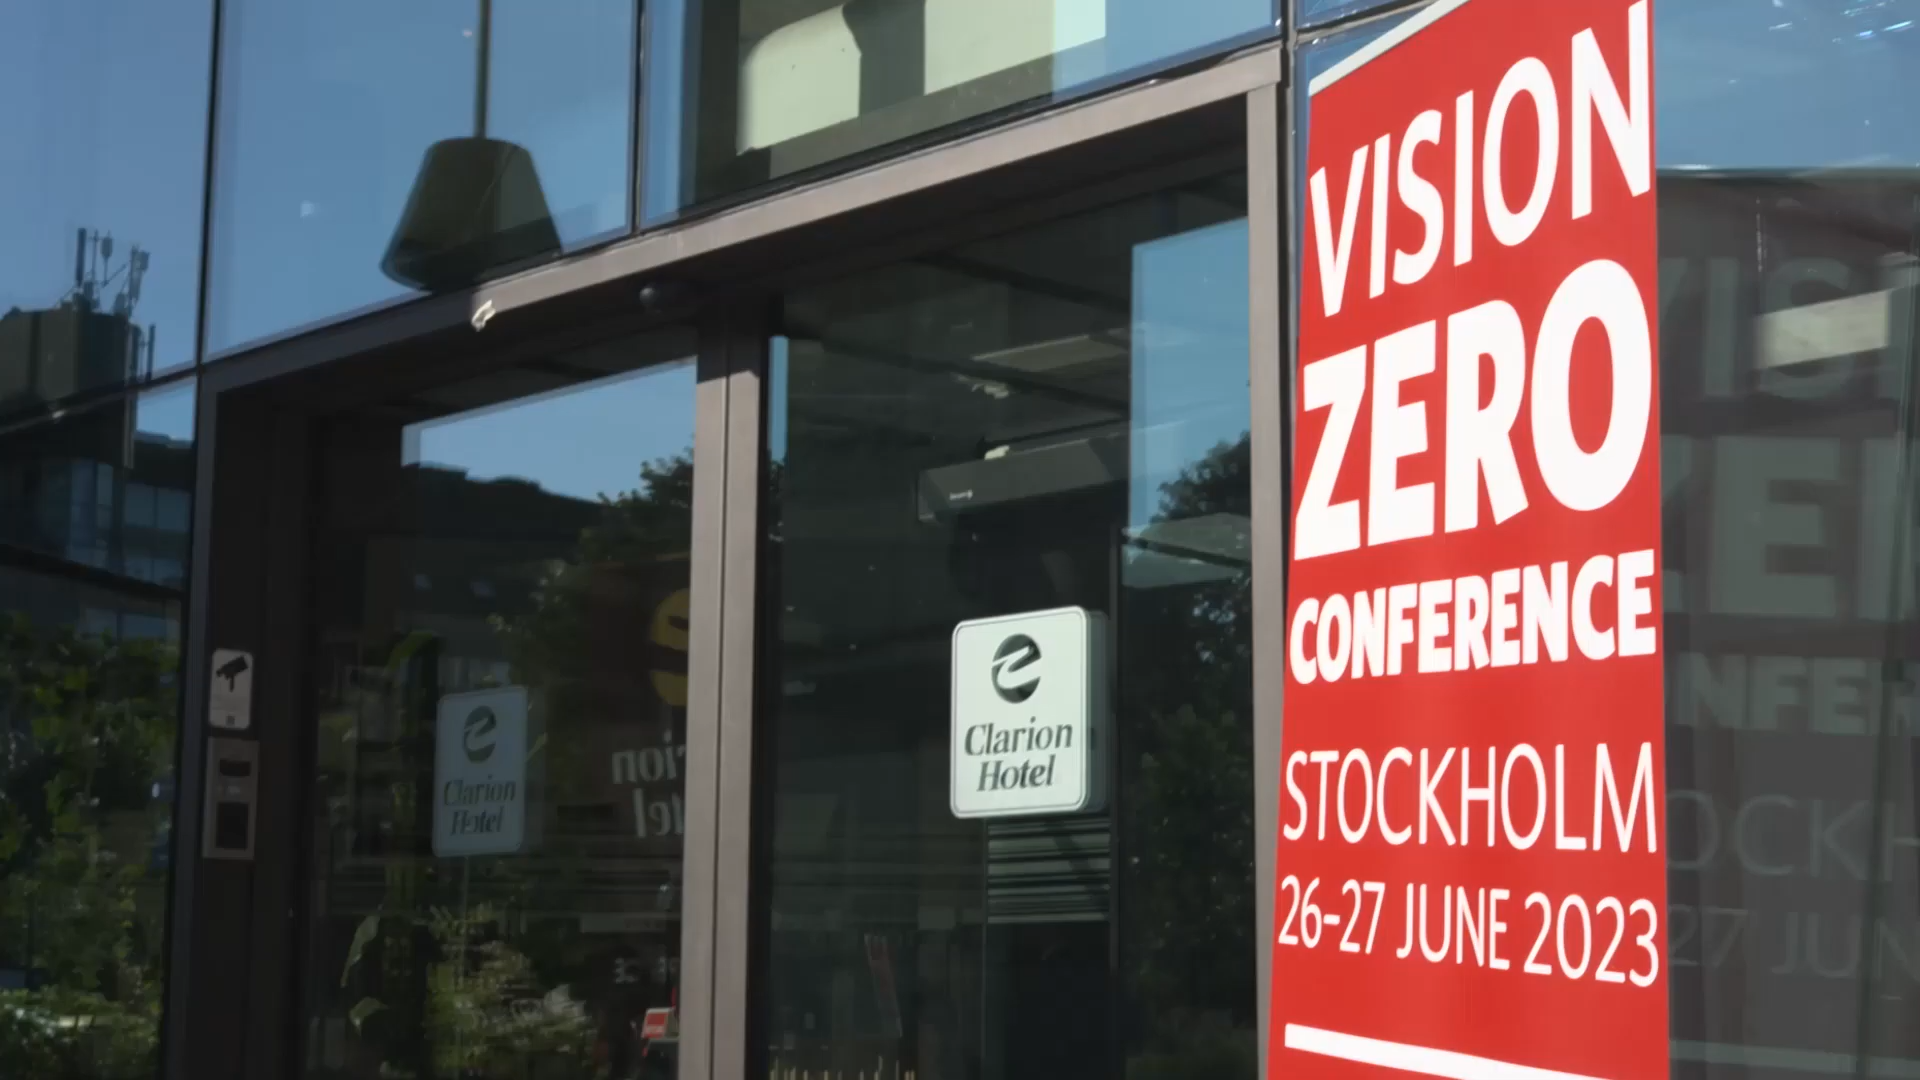 VISION
ZERO
CONFERENCE
STOCKHOLM
26-27 JUNE 2023
Clarion
Hotel
Clarion
Hotel